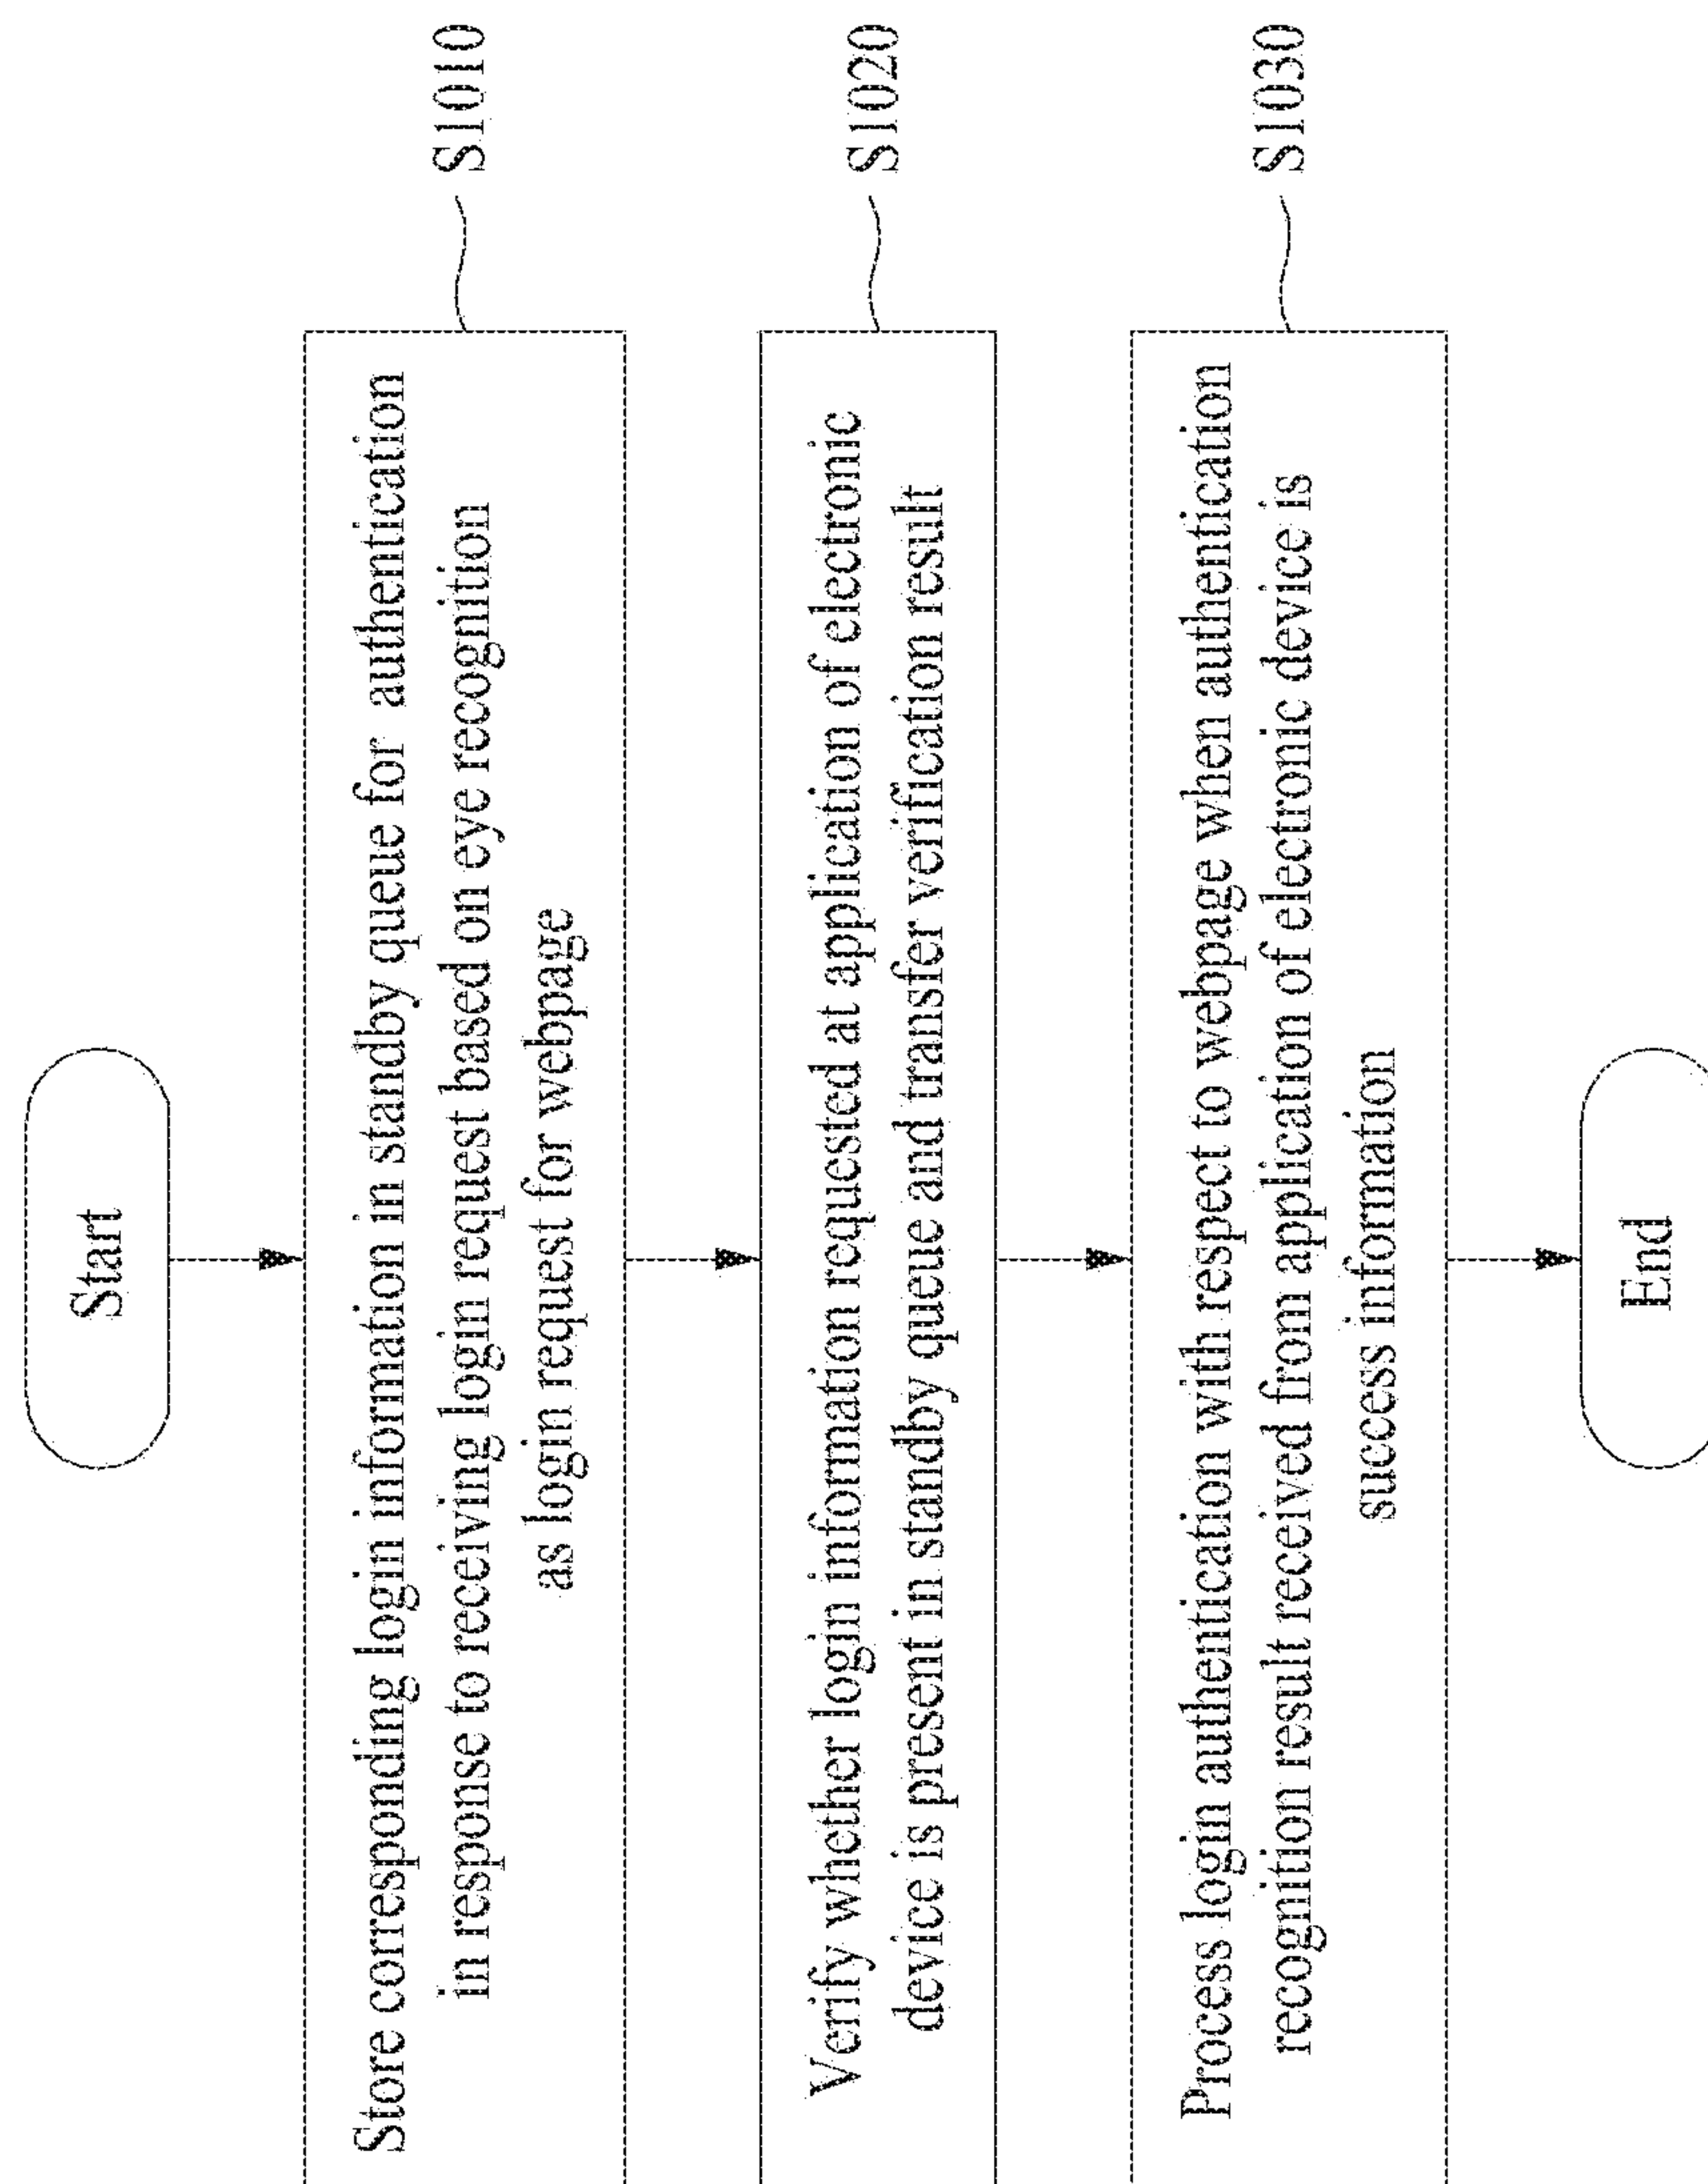 Start
Store corresponding login information in standby queue for authentication
in response to receiving login request based on eye recognition
as login request for webpage
S1010
Verify whether login information requested at application of electronic
device is present in standby queue and transfer verification result
S1020
Process login authentication with respect to webpage when authentication
recognition result received from application of electronic device is
success information
S1030
End